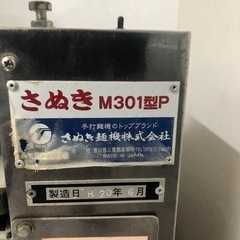 さぬき M301型P
手打麺機のトップブランド
さぬき麺機株式会社
MADE IN JAPAN
製造日 H20年6月